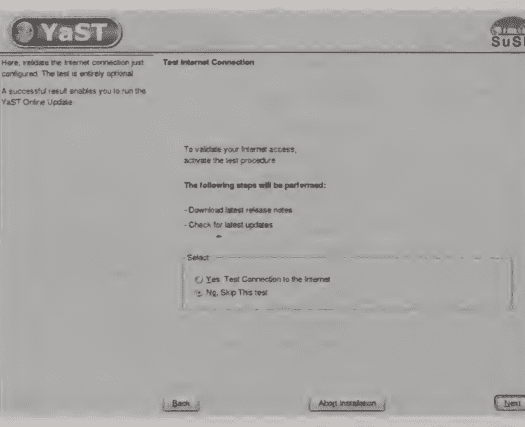 YaST
SuS
Here, validate the Internet connection just
configured. The test is entirely optional.
A successful result enables you to run the
YaST Online Update.
Test Internet Connection
To validate your Internet access,
activate the test procedure.
The following steps will be performed:
- Download latest release notes
- Check for latest updates
Select
Yes, Test Connection to the Internet
No, Skip This test
Back
Abort Installation
Next